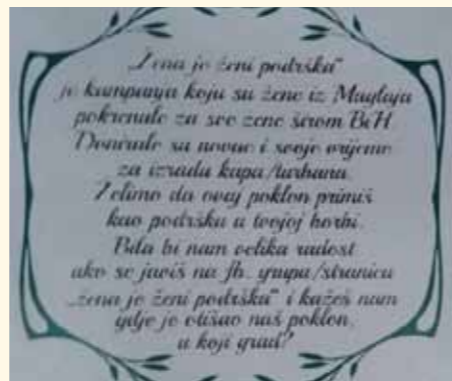 „Žena je ženi podrška“
je kampanja koju su žene iz Maglaja
pokrenule za sve žene širom BiH.
Donirale su novac i svoje vrijeme
za izradu kapa/turbana.
Želimo da ovaj poklon primiš
kao podršku u tvojoj borbi.
Bila bi nam velika radost
ako se javiš na fb. grupa/stranica
„žena je ženi podrška“ i kažeš nam
gdje je otišao naš poklon,
u koji grad?